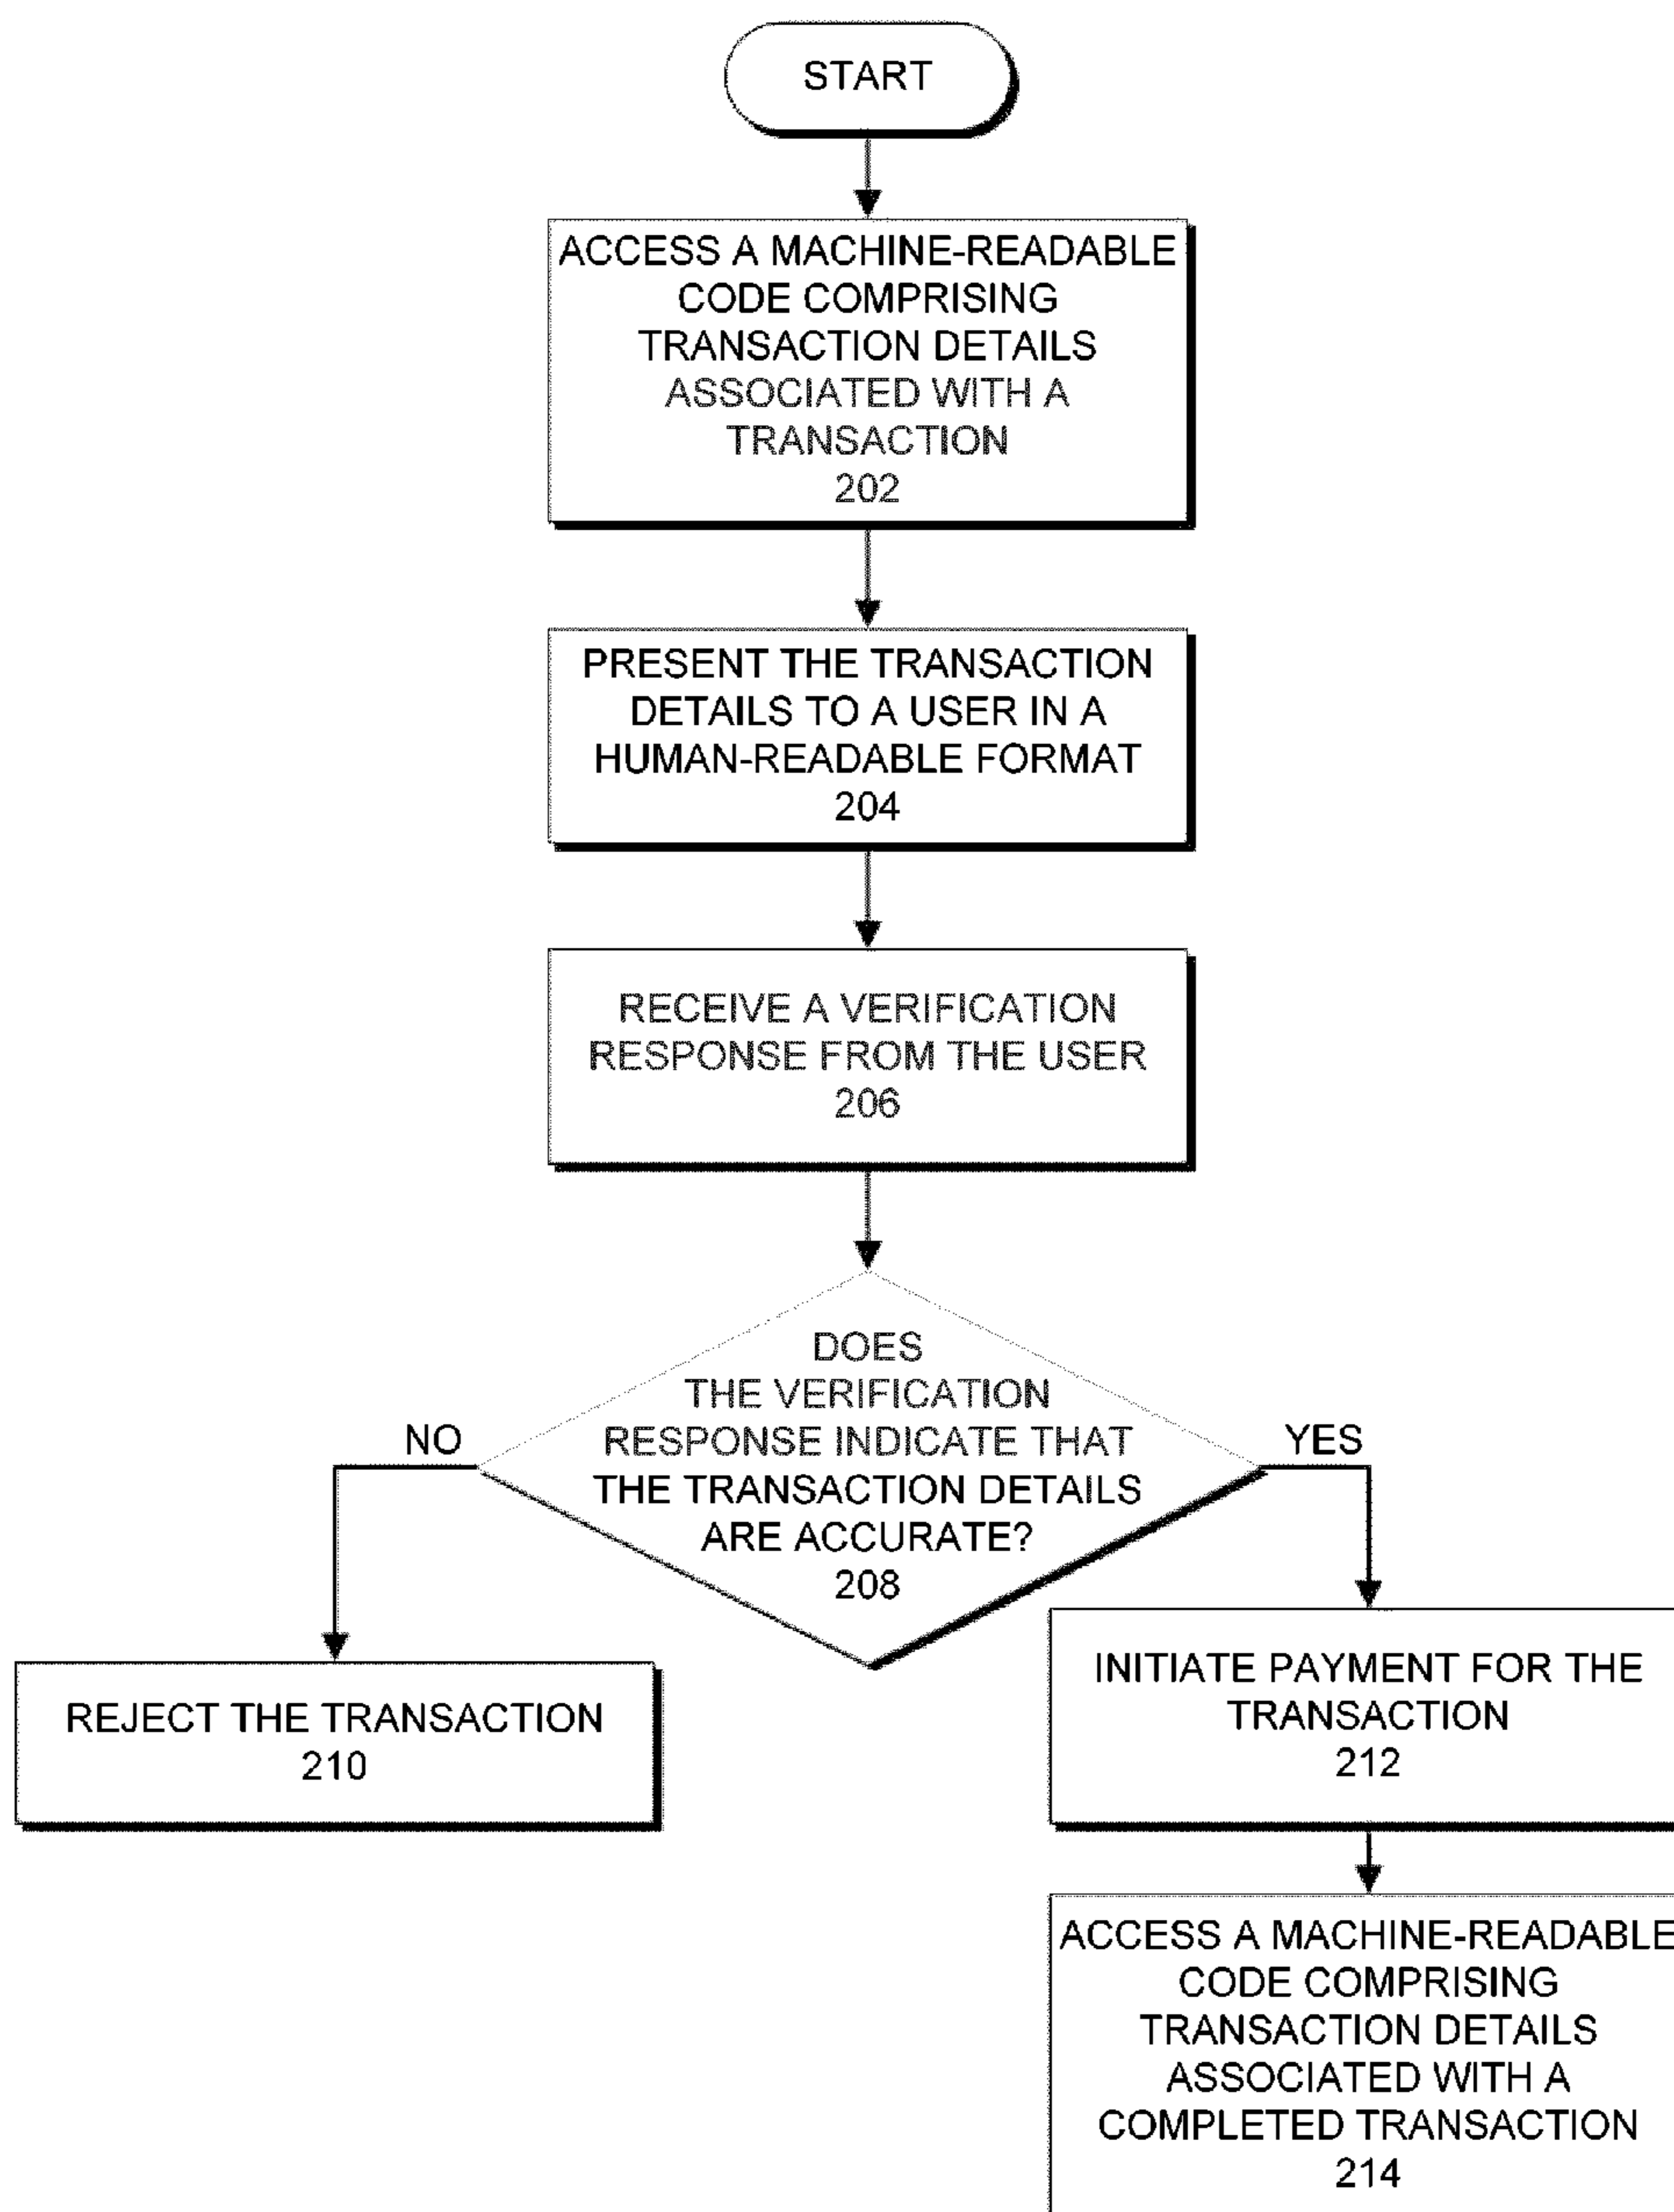 START
ACCESS A MACHINE-READABLE
CODE COMPRISING
TRANSACTION DETAILS
ASSOCIATED WITH A
TRANSACTION
202
PRESENT THE TRANSACTION
DETAILS TO A USER IN A
HUMAN-READABLE FORMAT
204
RECEIVE A VERIFICATION
RESPONSE FROM THE USER
206
DOES
THE VERIFICATION
RESPONSE INDICATE THAT
THE TRANSACTION DETAILS
ARE ACCURATE?
208
NO
YES
REJECT THE TRANSACTION
210
INITIATE PAYMENT FOR THE
TRANSACTION
212
ACCESS A MACHINE-READABLE
CODE COMPRISING
TRANSACTION DETAILS
ASSOCIATED WITH A
COMPLETED TRANSACTION
214